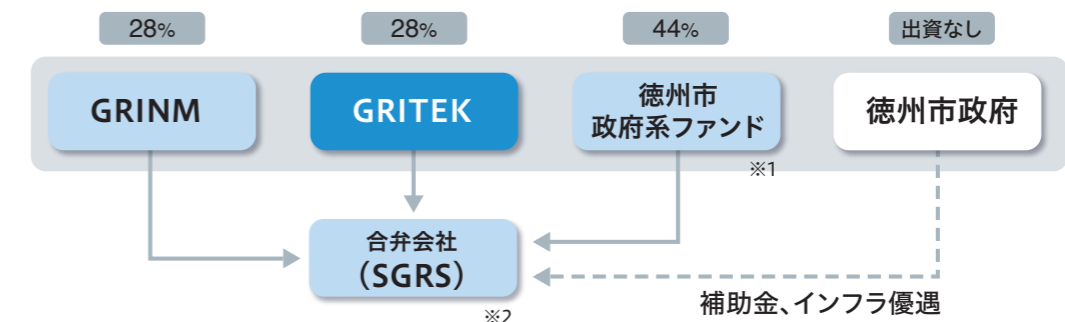 28%
28%
44%
出資なし
GRINM
GRITEK
徳州市
政府系ファンド
徳州市政府
※1
合弁会社
（SGRS）
※2
補助金、インフラ優遇